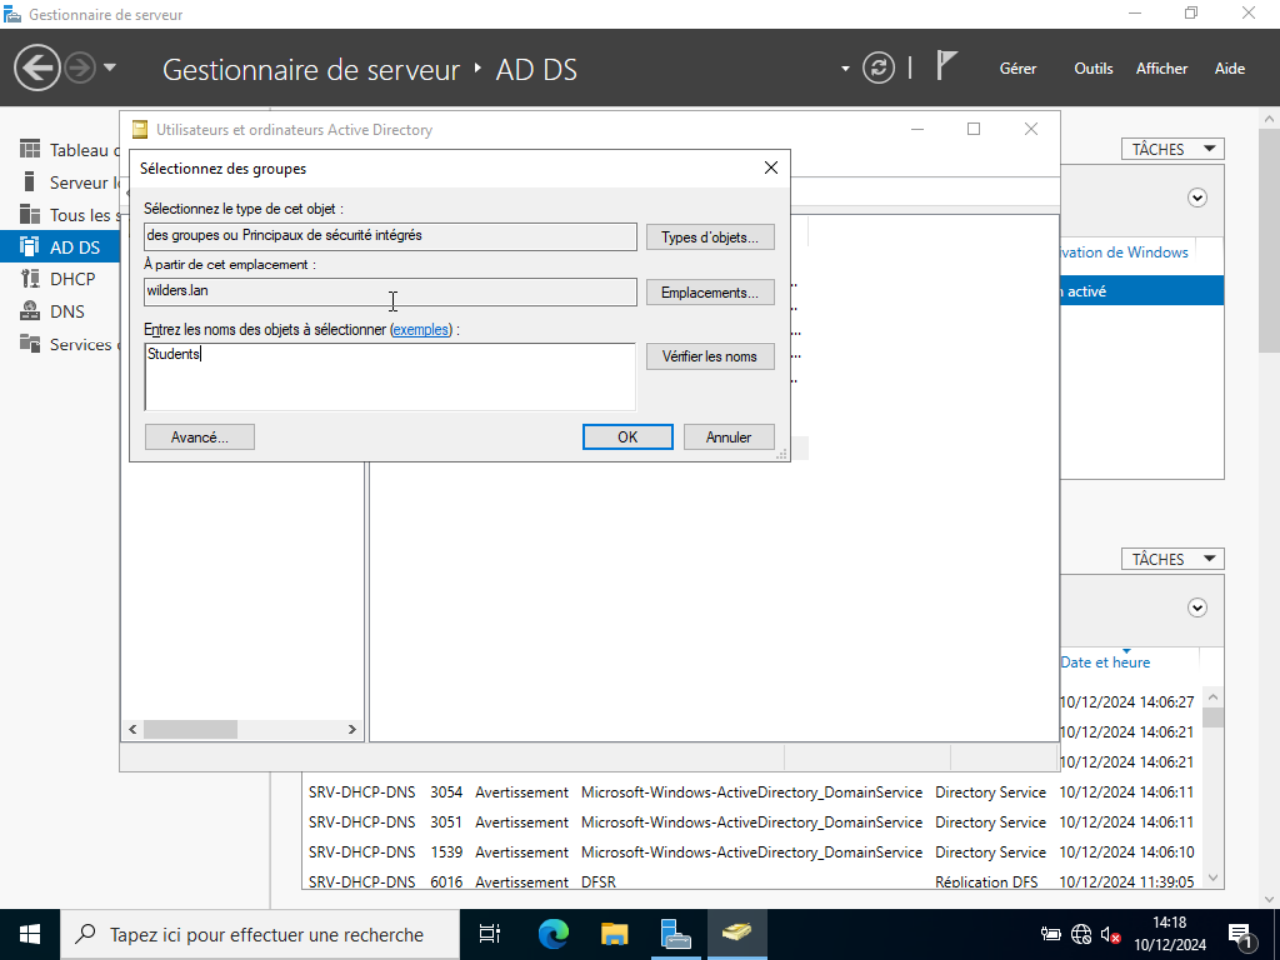 Gestionnaire de serveur
Gestionnaire de serveur ‣ AD DS
Gérer
Outils
Afficher
Aide
Utilisateurs et ordinateurs Active Directory
Tableau
Serveur
Tous les
AD DS
DHCP
DNS
Services
Sélectionnez des groupes
Sélectionnez le type de cet objet :
des groupes ou Principaux de sécurité intégrés
Types d'objets...
À partir de cet emplacement :
wilders.lan
Emplacements...
Entrez les noms des objets à sélectionner (exemples) :
Students
Vérifier les noms
Avancé...
OK
Annuler
TÂCHES
ivation de Windows
activé
TÂCHES
Date et heure
10/12/2024 14:06:27
10/12/2024 14:06:21
10/12/2024 14:06:21
SRV-DHCP-DNS 3054 Avertissement Microsoft-Windows-ActiveDirectory_DomainService Directory Service 10/12/2024 14:06:11
SRV-DHCP-DNS 3051 Avertissement Microsoft-Windows-ActiveDirectory_DomainService Directory Service 10/12/2024 14:06:11
SRV-DHCP-DNS 1539 Avertissement Microsoft-Windows-ActiveDirectory_DomainService Directory Service 10/12/2024 14:06:10
SRV-DHCP-DNS 6016 Avertissement DFSR Réplication DFS 10/12/2024 11:39:05
Tapez ici pour effectuer une recherche
14:18
10/12/2024
1